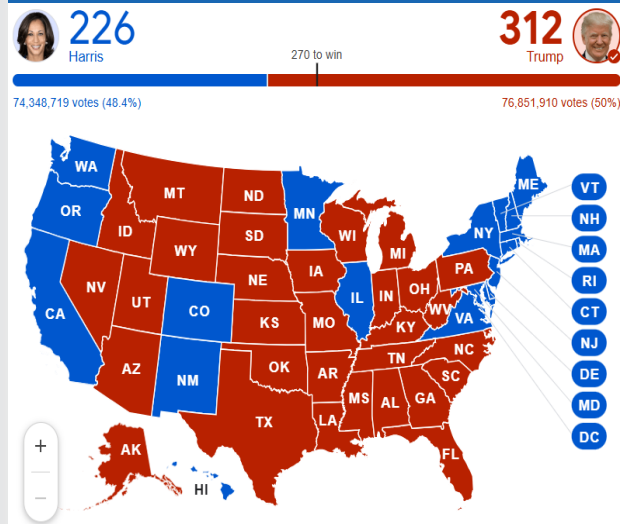 226
Harris
312
Trump
270 to win
74,348,719 votes (48.4%)
76,851,910 votes (50%)
WA
MT
ND
MN
ME
VT
OR
ID
SD
WI
NY
NH
WY
MI
MA
IA
PA
RI
NE
NV
UT
CO
IL
IN
OH
WV
VA
CT
CA
KS
MO
KY
NJ
AZ
NM
OK
AR
TN
NC
SC
DE
TX
MS
AL
GA
MD
LA
DC
+
AK
FL
HI
−